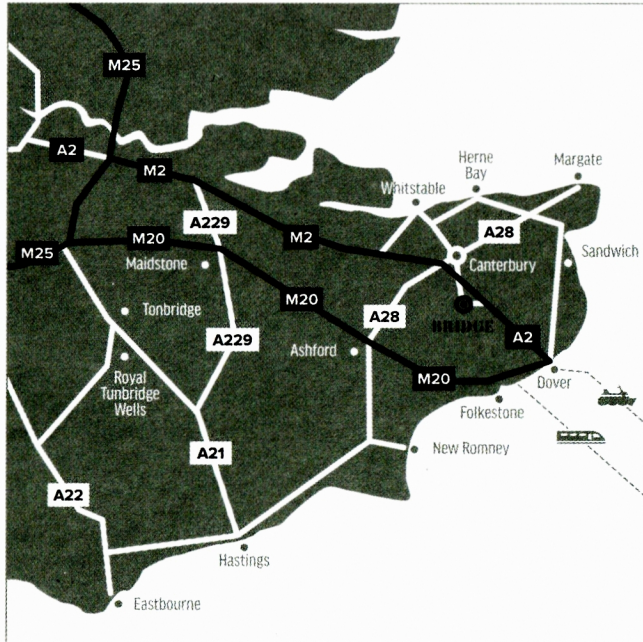 M25
A2
M2
Herne
Bay
Margate
Whitstable
A229
A28
M25
M20
M2
Sandwich
Maidstone
Canterbury
M20
Tonbridge
A28
BRIDGE
A229
A2
Ashford
Royal
Tunbridge
Wells
M20
Dover
Folkestone
New Romney
A21
A22
Hastings
Eastbourne